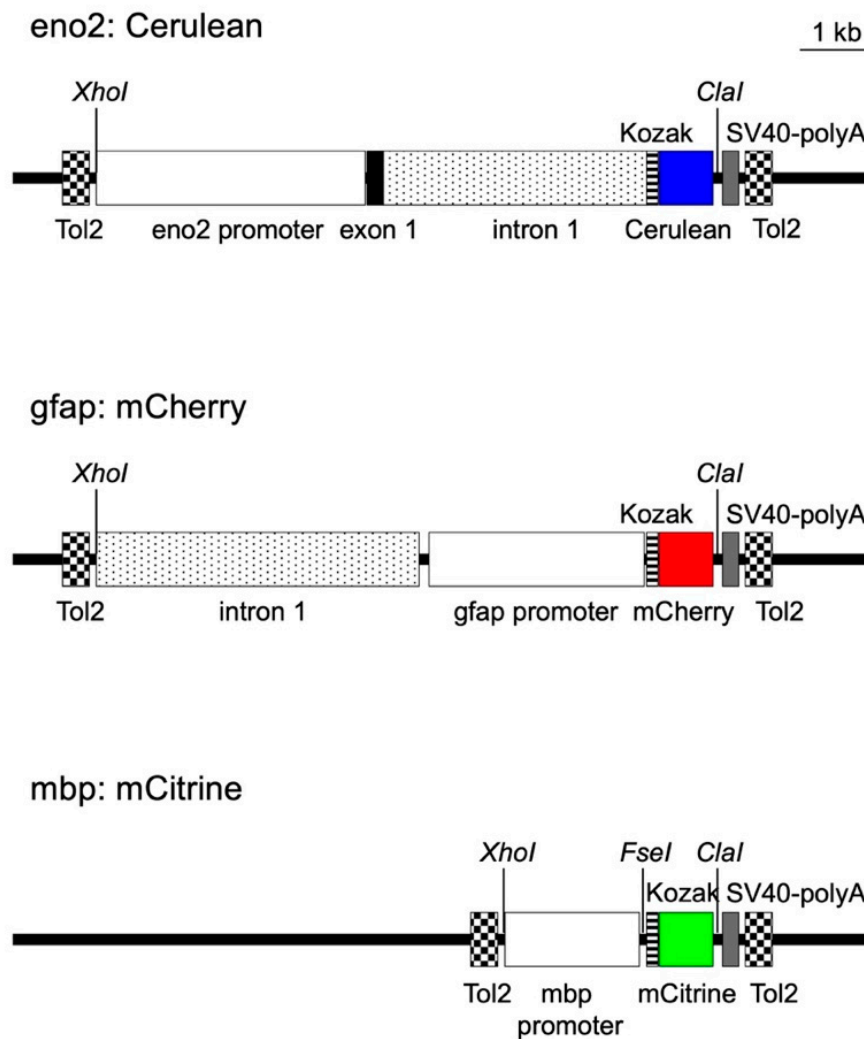 eno2: Cerulean
1 kb
XhoI
ClaI
Kozak
SV40-polyA
Tol2
eno2 promoter
exon 1
intron 1
Cerulean
Tol2
gfap: mCherry
XhoI
ClaI
Kozak
SV40-polyA
Tol2
intron 1
gfap promoter
mCherry
Tol2
mbp: mCitrine
XhoI
FseI
ClaI
Kozak
SV40-polyA
Tol2
mbp
promoter
mCitrine
Tol2